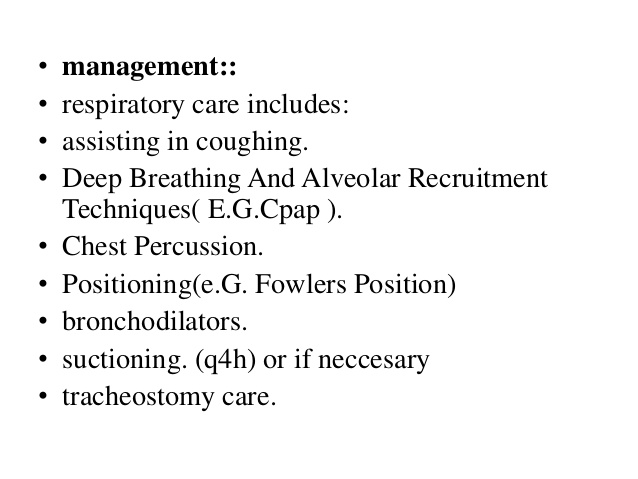 • management::
• respiratory care includes:
• assisting in coughing.
• Deep Breathing And Alveolar Recruitment
Techniques( E.G.Cpap ).
• Chest Percussion.
• Positioning(e.G. Fowlers Position)
• bronchodilators.
• suctioning. (q4h) or if neccesary
• tracheostomy care.